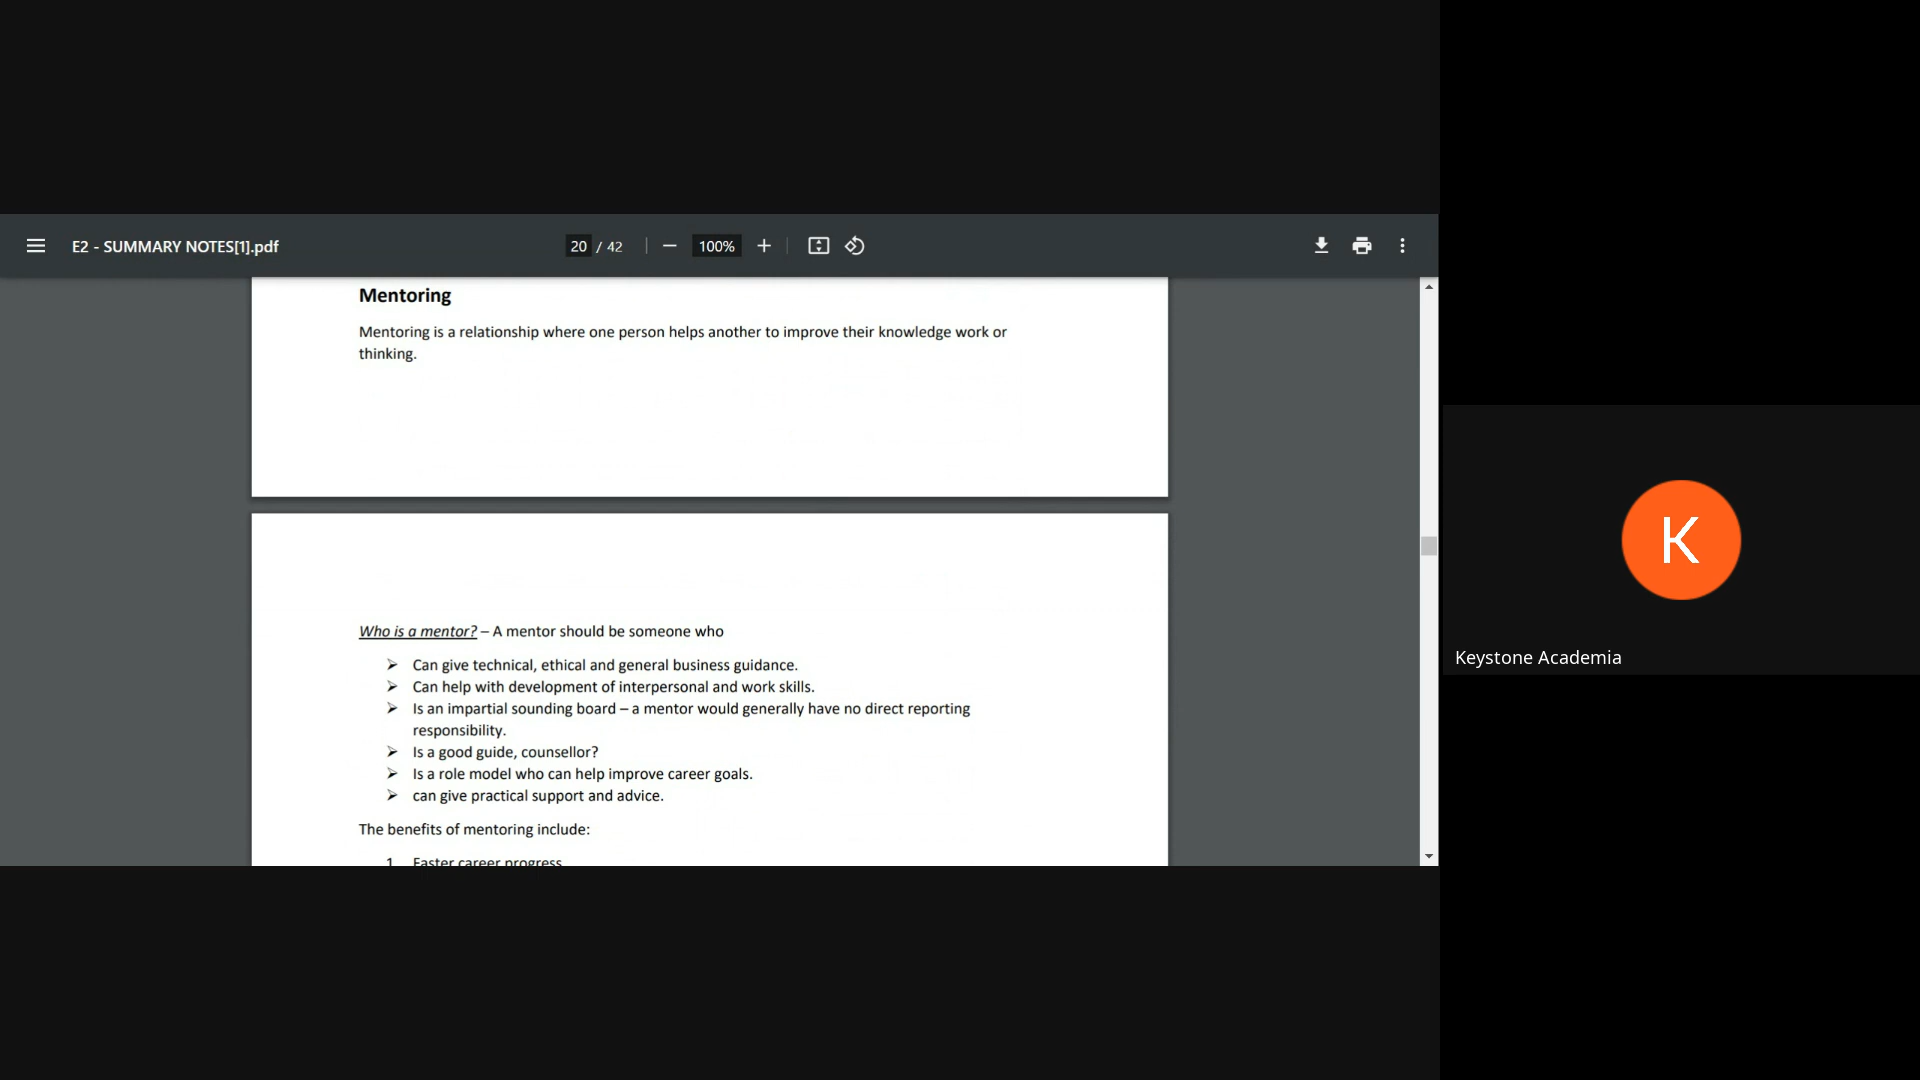 E2 - SUMMARY NOTES[1].pdf
20 / 42
100%
Mentoring
Mentoring is a relationship where one person helps another to improve their knowledge work or
thinking.
Who is a mentor? – A mentor should be someone who
➢ Can give technical, ethical and general business guidance.
➢ Can help with development of interpersonal and work skills.
➢ Is an impartial sounding board – a mentor would generally have no direct reporting
responsibility.
➢ Is a good guide, counsellor?
➢ Is a role model who can help improve career goals.
➢ can give practical support and advice.
The benefits of mentoring include:
1. Faster career progress
K
Keystone Academia